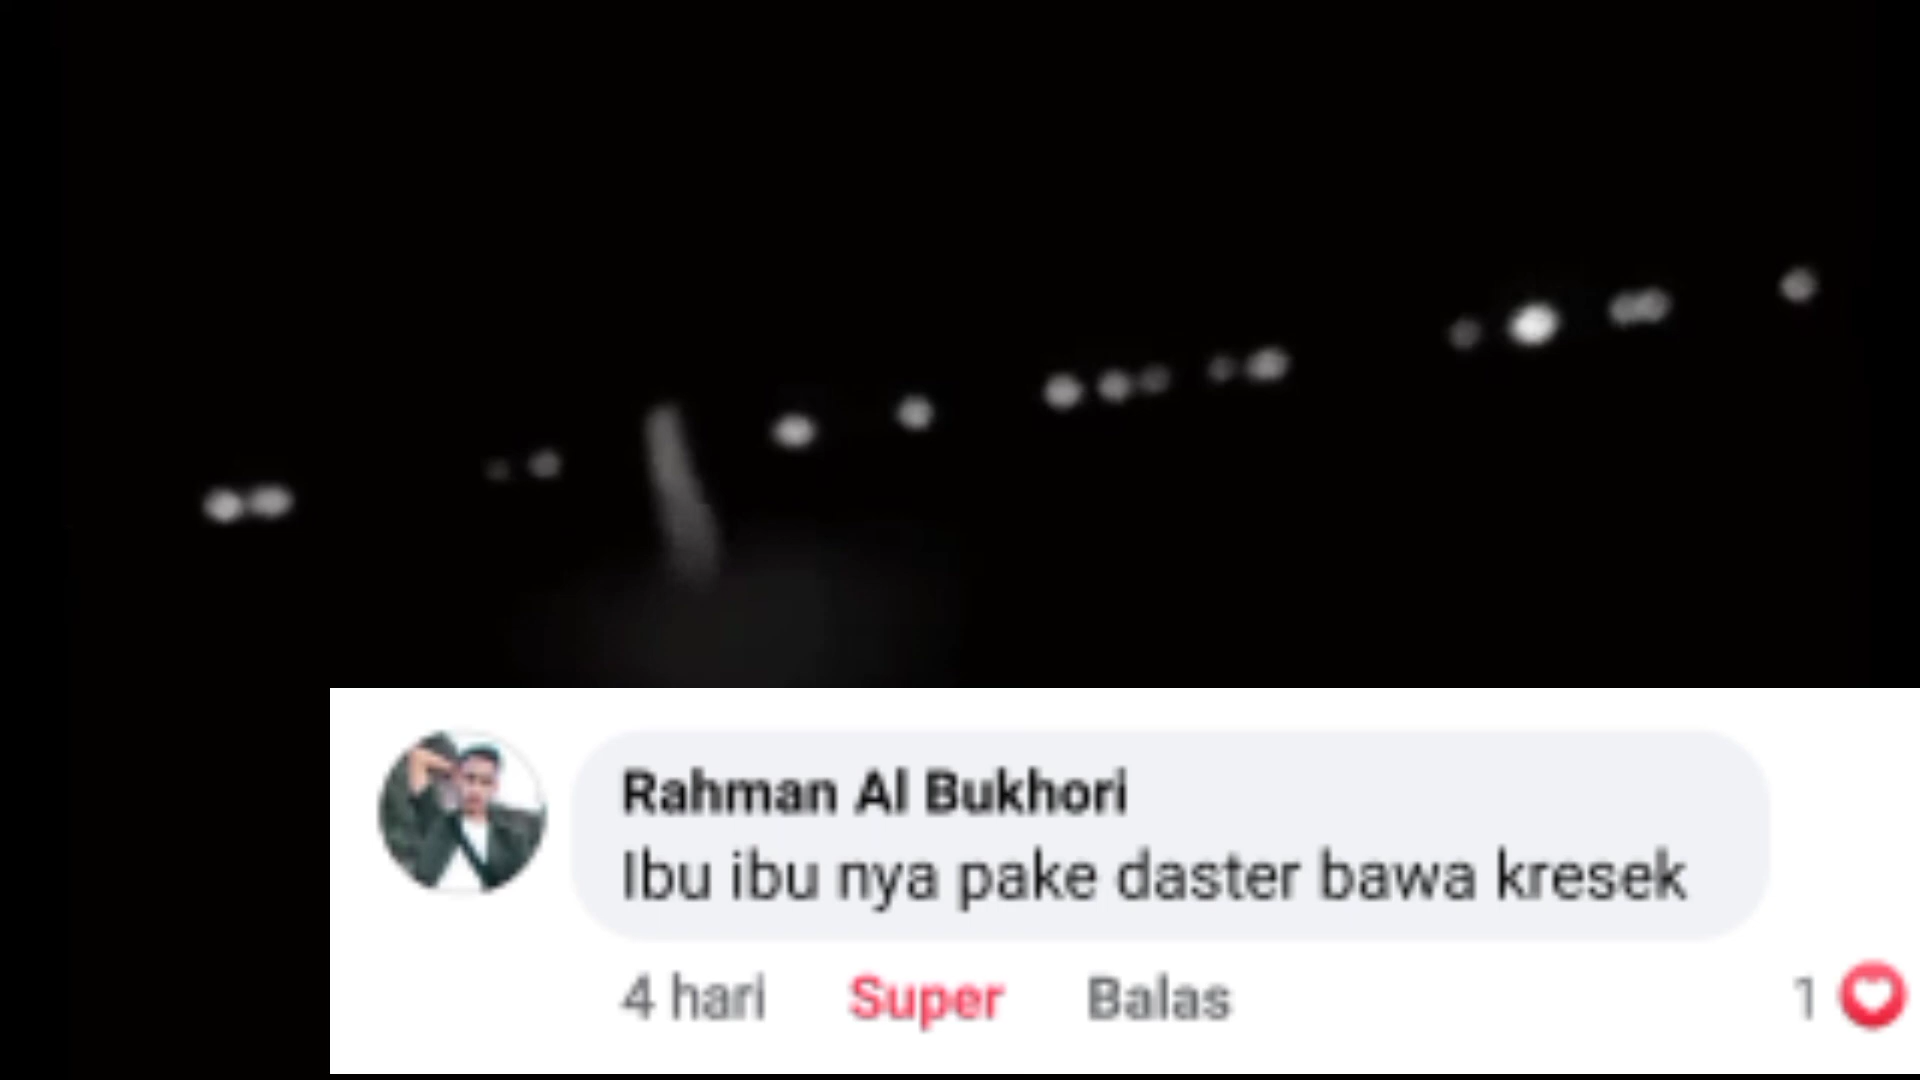 Rahman Al Bukhori
Ibu ibu nya pake daster bawa kresek
4 hari Super Balas 1